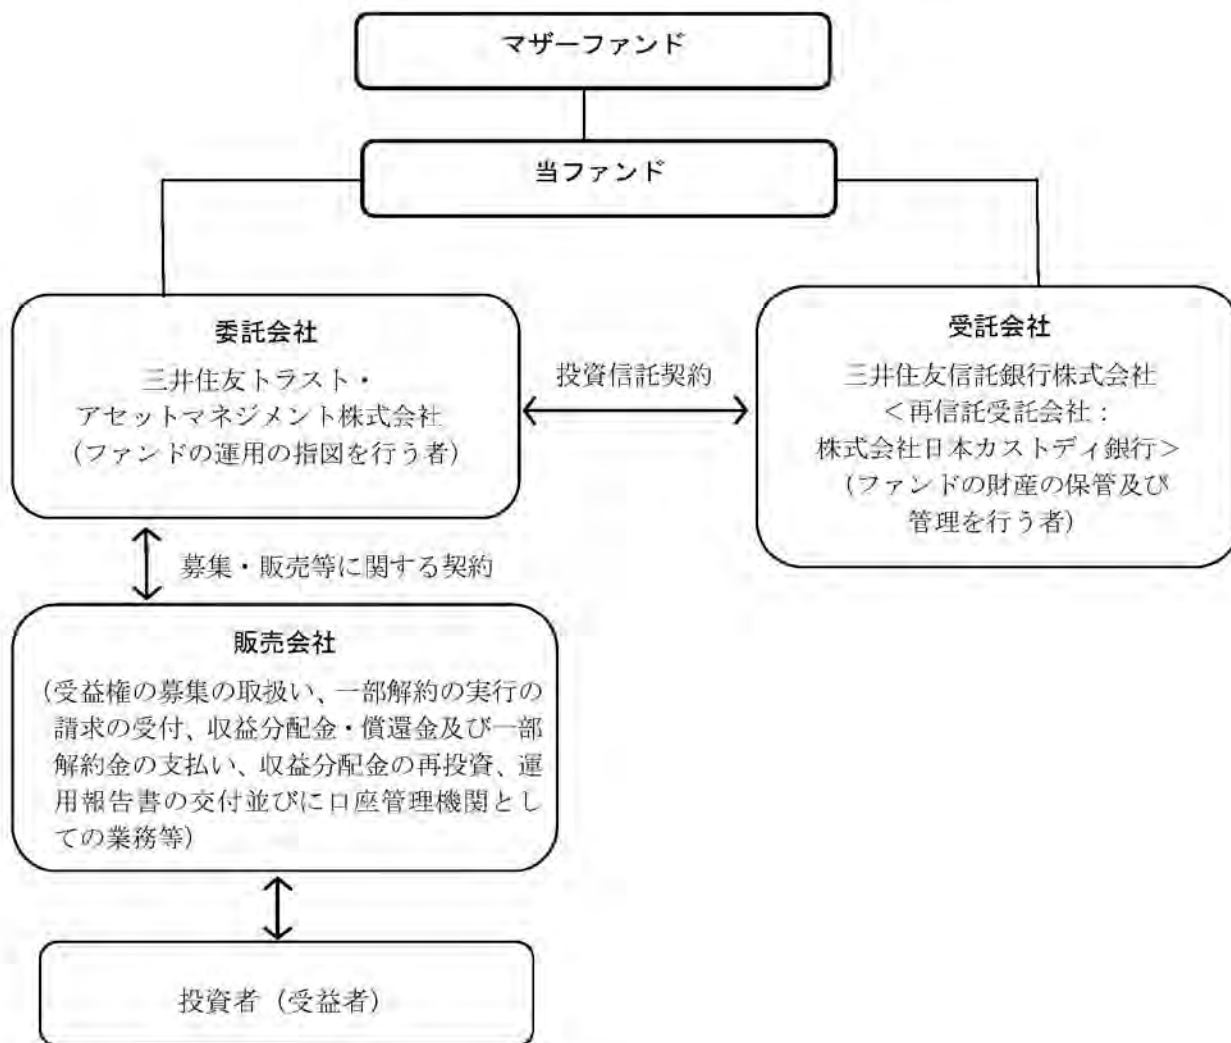 マザーファンド
当ファンド
委託会社
三井住友トラスト・
アセットマネジメント株式会社
（ファンドの運用の指図を行う者）
投資信託契約
受託会社
三井住友信託銀行株式会社
＜再信託受託会社：
株式会社日本カストディ銀行＞
（ファンドの財産の保管及び
管理を行う者）
募集・販売等に関する契約
販売会社
（受益権の募集の取扱い、一部解約の実行の
請求の受付、収益分配金・償還金及び一部
解約金の支払い、収益分配金の再投資、運
用報告書の交付並びに口座管理機関とし
ての業務等）
投資者（受益者）